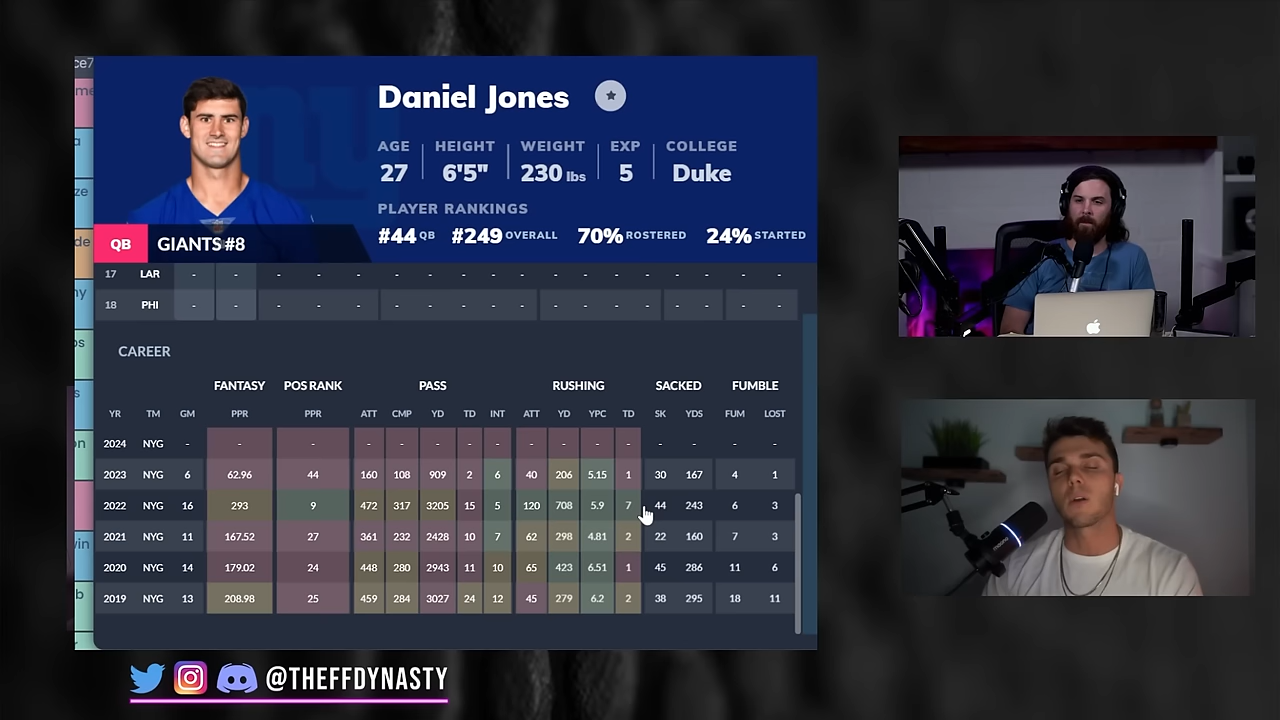 Daniel Jones
AGE HEIGHT WEIGHT EXP COLLEGE
27 6'5" 230 lbs 5 Duke
PLAYER RANKINGS
#44 QB #249 OVERALL 70% ROSTERED 24% STARTED
QB GIANTS #8
17 LAR - - - - - - - - - - - - - - - -
18 PHI - - - - - - - - - - - - - - - -
CAREER
FANTASY POS RANK PASS RUSHING SACKED FUMBLE
YR TM GM PPR PPR ATT CMP YD TD INT ATT YD YPC TD SK YDS FUM LOST
2024 NYG - - - - - - - - - - - - - - - -
2023 NYG 6 62.96 44 160 108 909 2 6 40 206 5.15 1 30 167 4 1
2022 NYG 16 293 9 472 317 3205 15 5 120 708 5.9 7 44 243 6 3
2021 NYG 11 167.52 27 361 232 2428 10 7 62 298 4.81 2 22 160 7 3
2020 NYG 14 179.02 24 448 280 2943 11 10 65 423 6.51 1 45 286 11 6
2019 NYG 13 208.98 25 459 284 3027 24 12 45 279 6.2 2 38 295 18 11
@THEFFDYNASTY